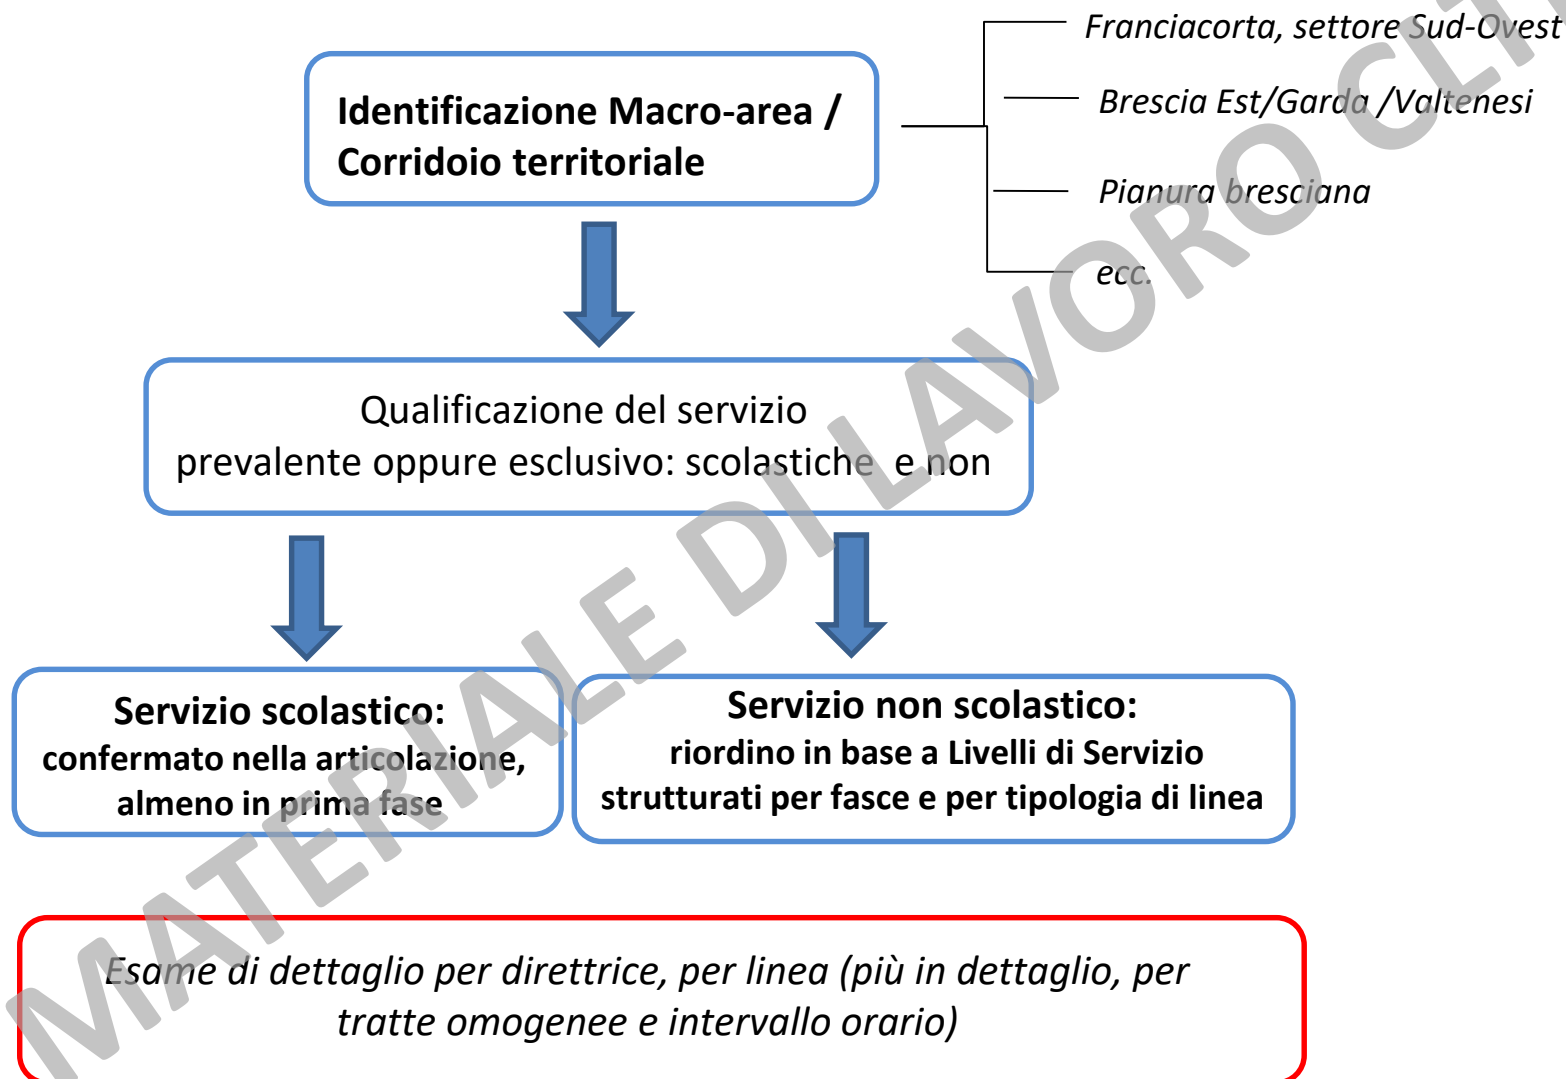 Franciacorta, settore Sud-Ovest
Identificazione Macro-area /
Corridoio territoriale
Brescia Est/Garda /Valtenesi
Pianura bresciana
ecc.
Qualificazione del servizio
prevalente oppure esclusivo: scolastiche e non
Servizio scolastico:
confermato nella articolazione,
almeno in prima fase
Servizio non scolastico:
riordino in base a Livelli di Servizio
strutturati per fasce e per tipologia di linea
Esame di dettaglio per direttrice, per linea (più in dettaglio, per
tratte omogenee e intervallo orario)
MATERIALE DI LAVORO